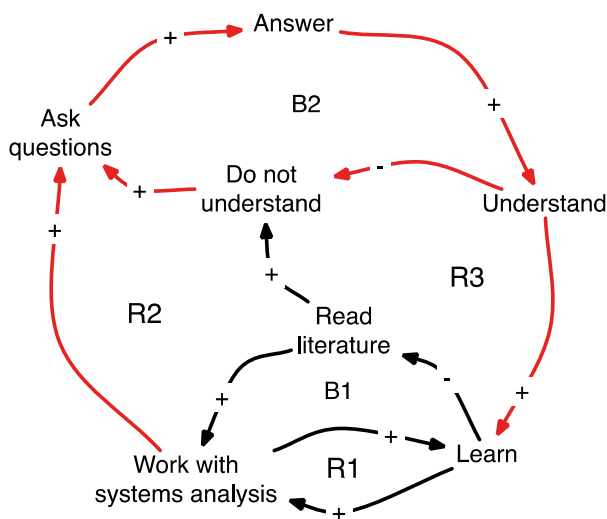 Answer
+
+
B2
Ask
questions
-
Do not
understand
+
Understand
+
+
R3
R2
Read
literature
-
+
+
B1
+
Learn
R1
Work with
systems analysis
+